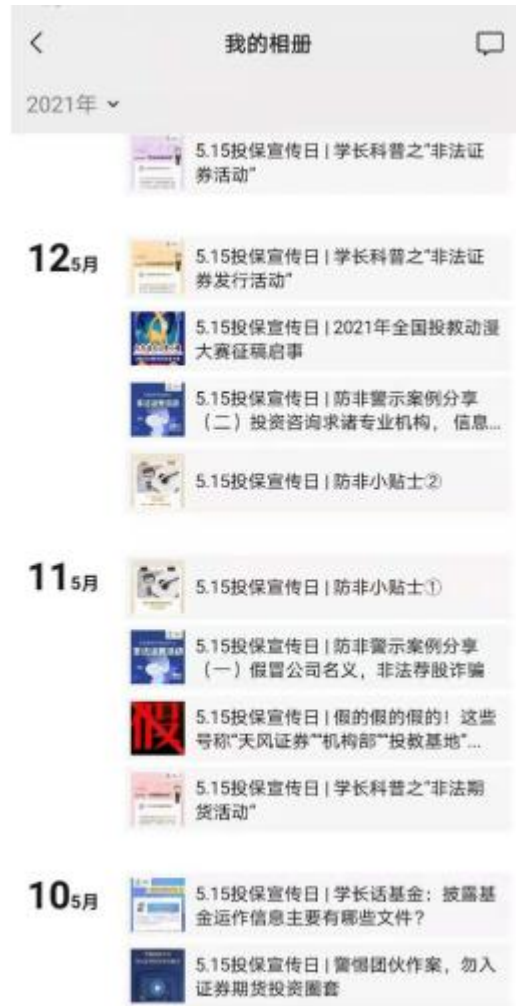 我的相册
2021年
5.15投保宣传日 | 学长科普之"非法证
券活动"
12 5月
5.15投保宣传日 | 学长科普之"非法证
券发行活动"
5.15投保宣传日 | 2021年全国投教动漫
大赛征稿启事
5.15投保宣传日 | 防非警示案例分享
（二）投资咨询求诸专业机构， 信息...
5.15投保宣传日 | 防非小贴士②
11 5月
5.15投保宣传日 | 防非小贴士①
5.15投保宣传日 | 防非警示案例分享
（一）假冒公司名义，非法荐股诈骗
假
5.15投保宣传日 | 假的假的假的！这些
号称"天风证券""机构部""投教基地"...
5.15投保宣传日 | 学长科普之"非法期
货活动"
10 5月
5.15投保宣传日 | 学长话基金：披露基
金运作信息主要有哪些文件？
5.15投保宣传日 | 警惕团伙作案，勿入
证券期货投资圈套